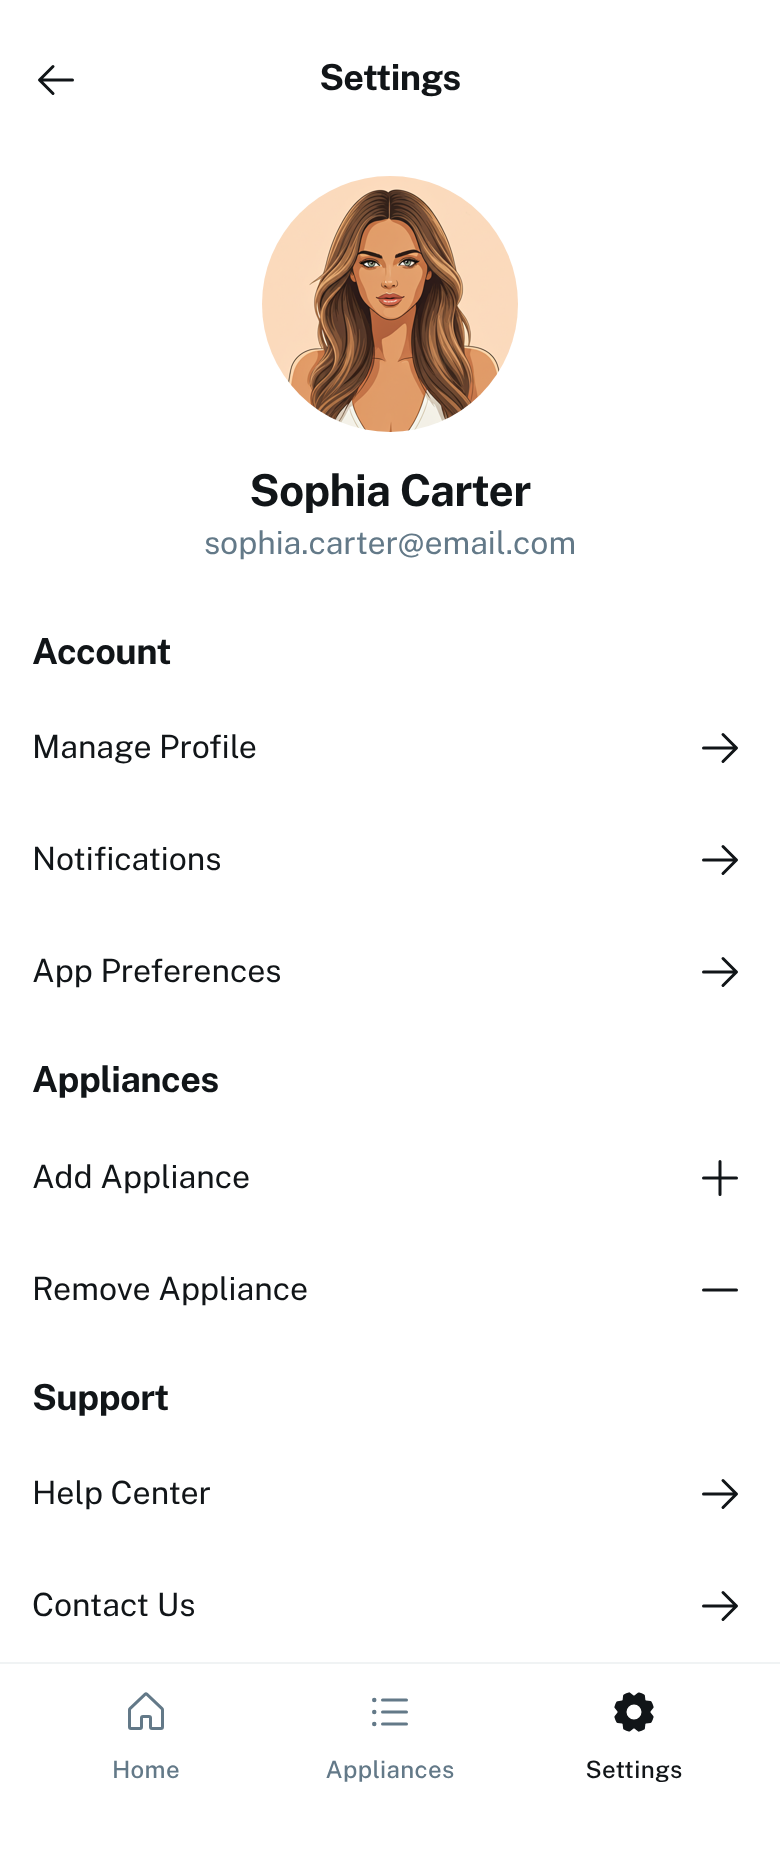 Settings
Sophia Carter
sophia.carter@email.com
Account
Manage Profile
Notifications
App Preferences
Appliances
Add Appliance
Remove Appliance
Support
Help Center
Contact Us
Home
Appliances
Settings